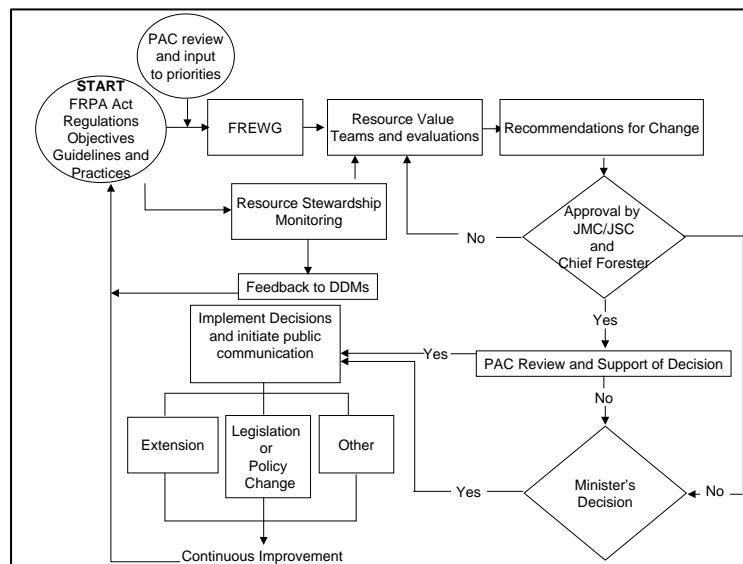 PAC review
and input
to priorities
START
FRPA Act
Regulations
Objectives
Guidelines and
Practices
FREWG
Resource Value
Teams and evaluations
Recommendations for Change
Resource Stewardship
Monitoring
Approval by
JMC/JSC
and
Chief Forester
No
Feedback to DDMs
Yes
Implement Decisions
and initiate public
communication
Yes
PAC Review and Support of Decision
No
Extension
Legislation
or
Policy
Change
Other
Yes
Minister's
Decision
No
Continuous Improvement